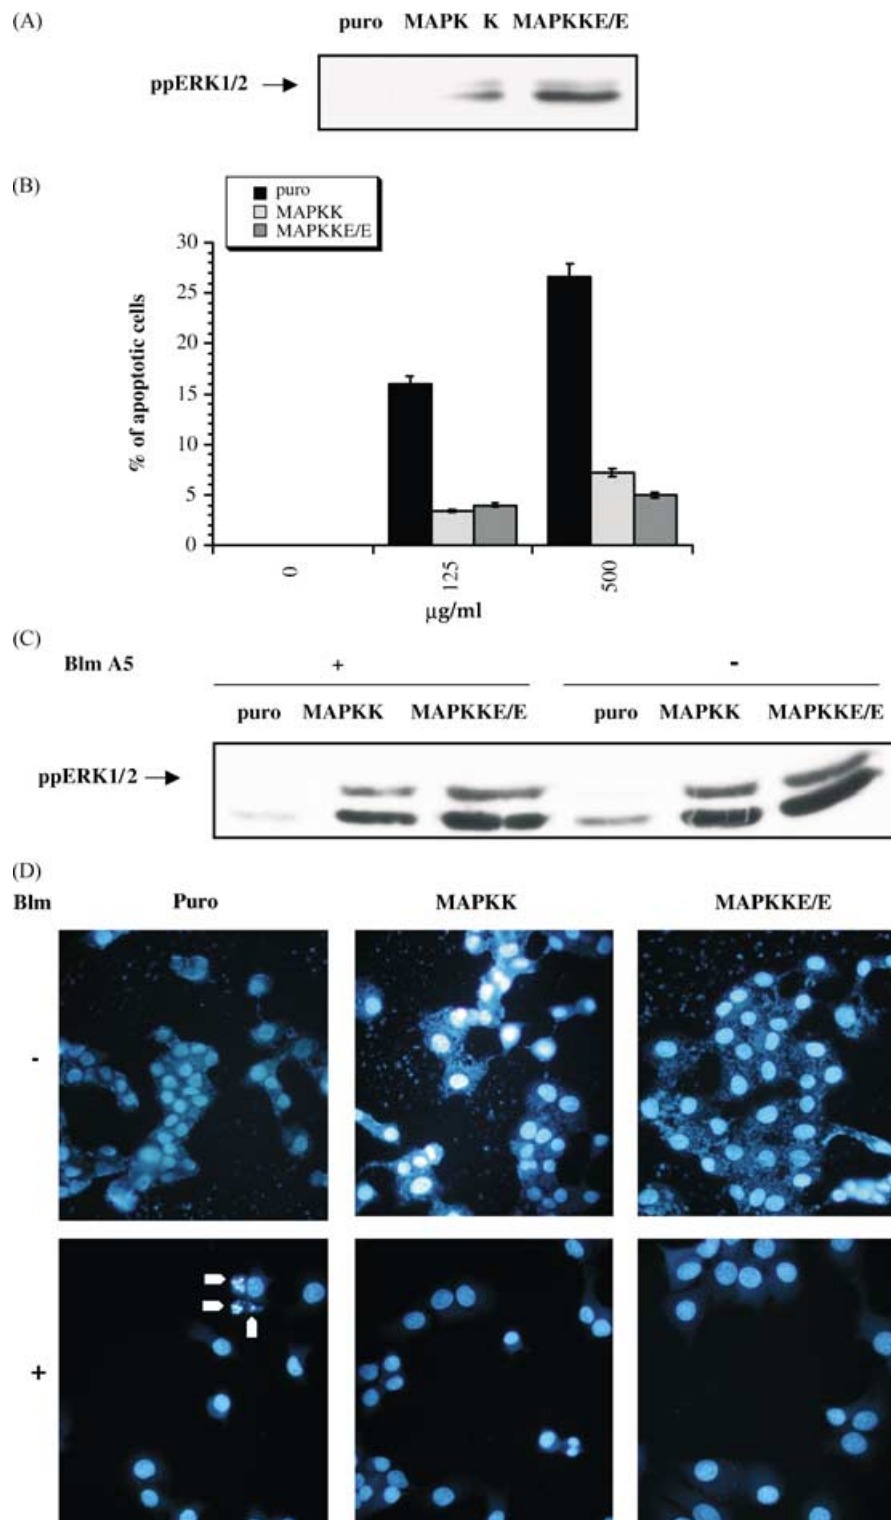 (A)
puro MAPK K MAPKKE/E
ppERK1/2
(B)
puro
MAPKK
MAPKKE/E
% of apoptotic cells
30
25
20
15
10
5
0
0 125 500
µg/ml
(C)
Blm A5 + -
puro MAPKK MAPKKE/E puro MAPKK MAPKKE/E
ppERK1/2
(D)
Blm Puro MAPKK MAPKKE/E
-
+